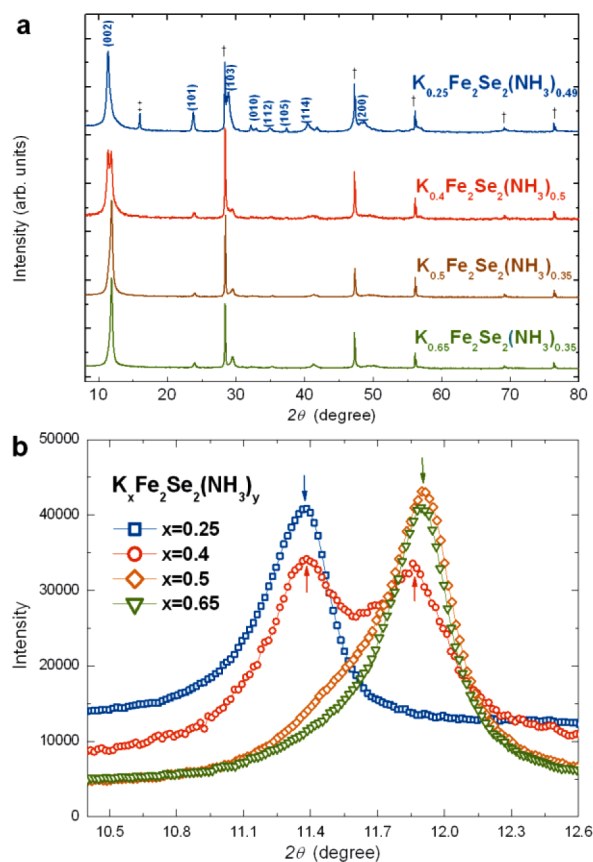 a
(002)
‡
(101)
†
(103)
(010)
(112)
(105)
(114)
†
(200)
†
†
†
K0.25Fe2Se2(NH3)0.49
K0.4Fe2Se2(NH3)0.5
K0.5Fe2Se2(NH3)0.35
K0.65Fe2Se2(NH3)0.35
Intensity (arb. units)
10 20 30 40 50 60 70 80
2θ (degree)
b
50000
40000
30000
20000
10000
0
Intensity
KxFe2Se2(NH3)y
x=0.25
x=0.4
x=0.5
x=0.65
10.5 10.8 11.1 11.4 11.7 12.0 12.3 12.6
2θ (degree)